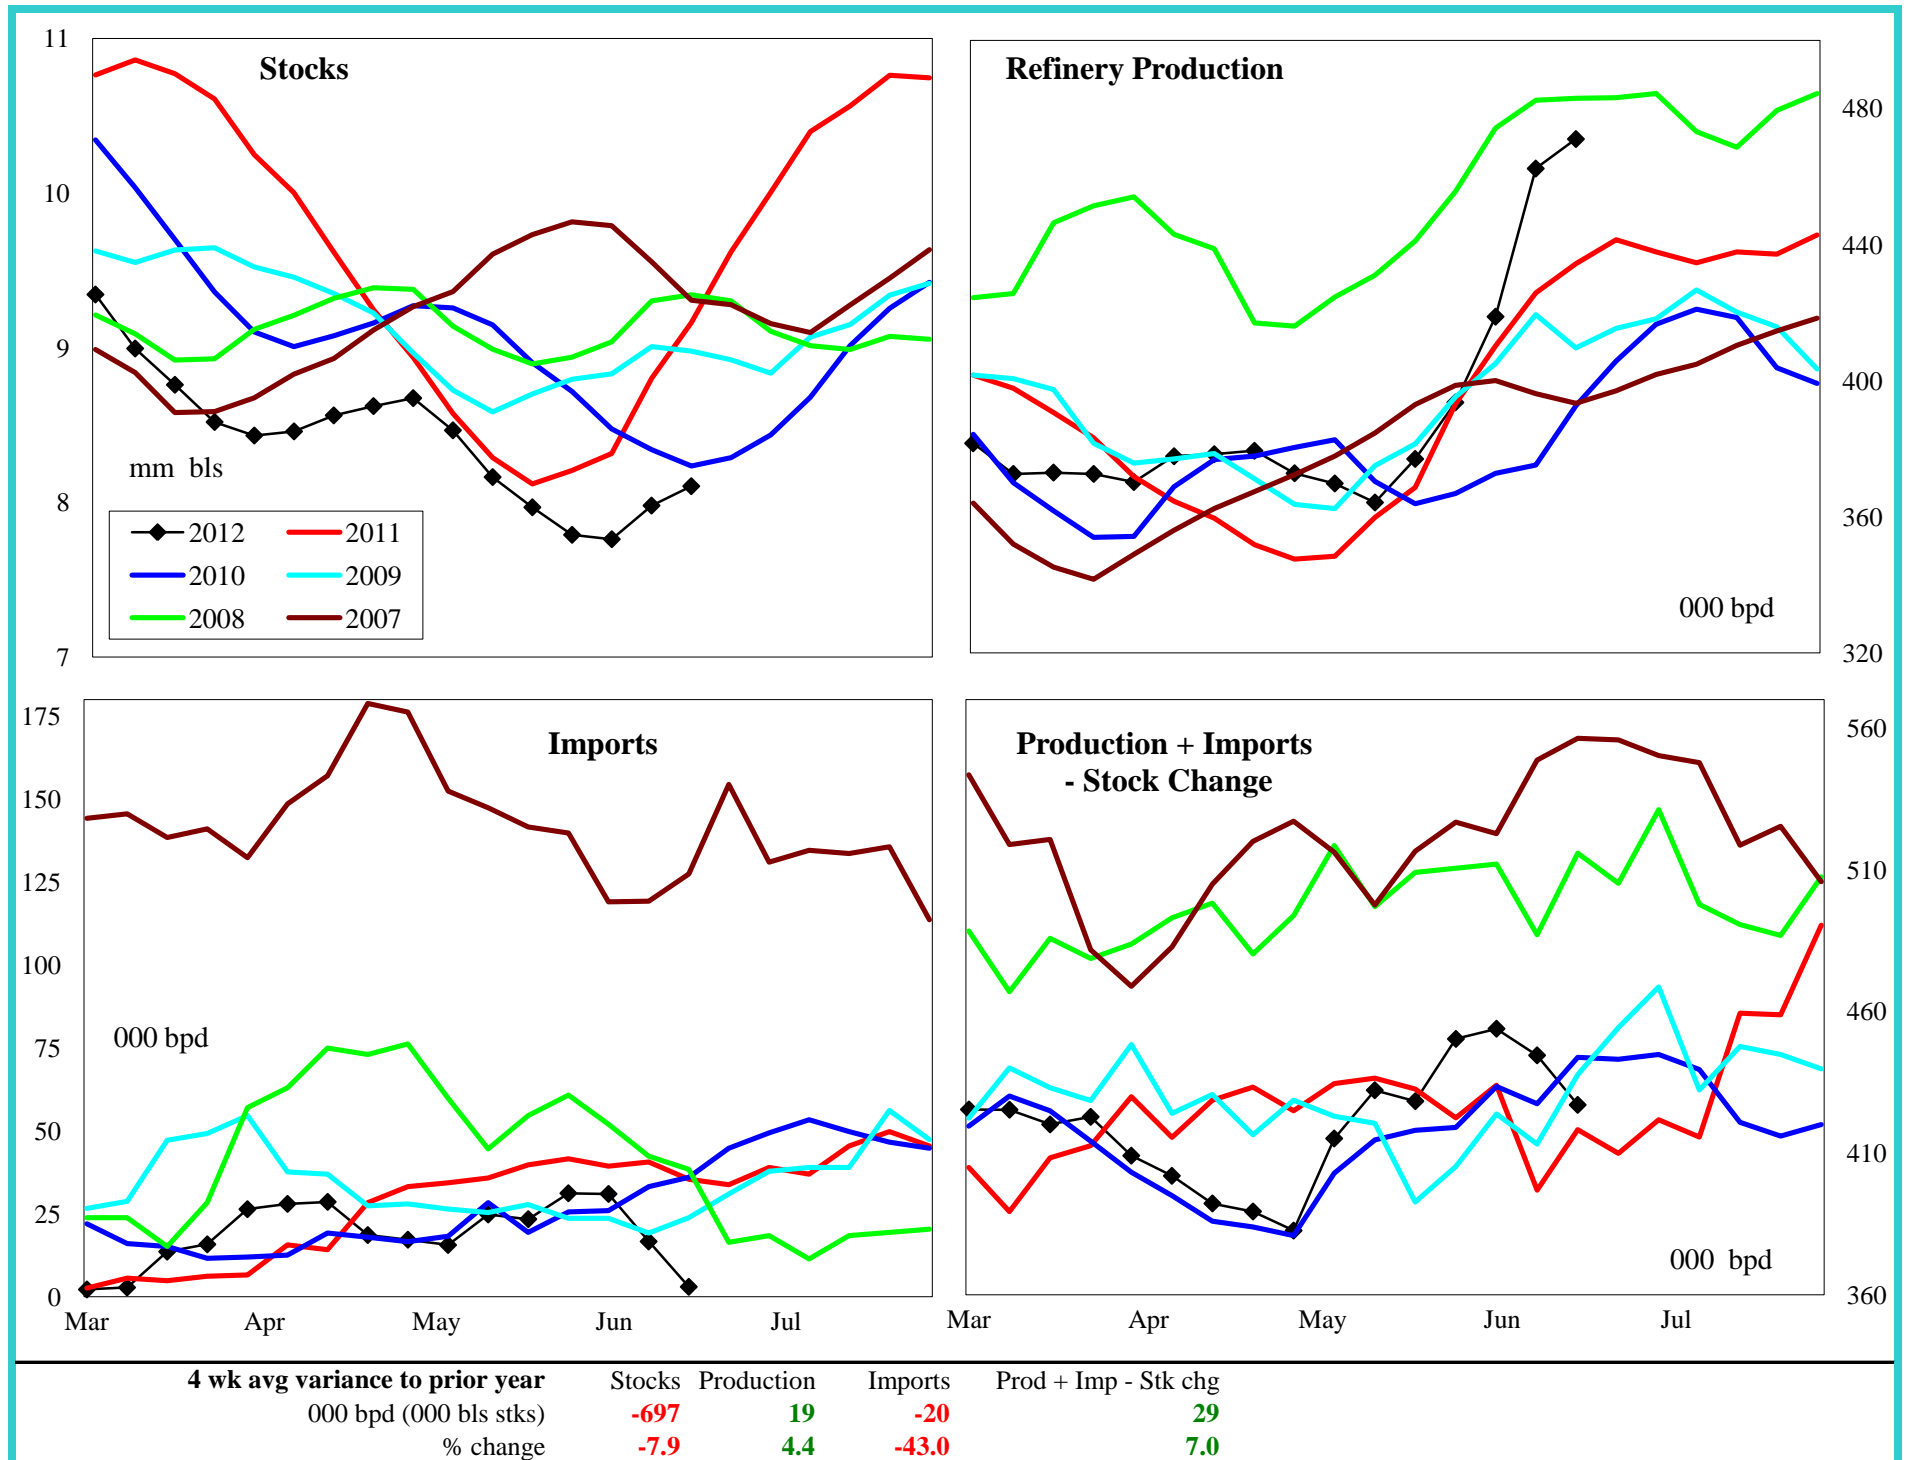 Stocks
11
10
9
8
7
mm bls
2012 2011
2010 2009
2008 2007
Refinery Production
480
440
400
360
320
000 bpd
Imports
175
150
125
100
75
50
25
0
000 bpd
Mar Apr May Jun Jul
Production + Imports
- Stock Change
560
510
460
410
360
000 bpd
Mar Apr May Jun Jul
4 wk avg variance to prior year Stocks Production Imports Prod + Imp - Stk chg
000 bpd (000 bls stks) -697 19 -20 29
% change -7.9 4.4 -43.0 7.0